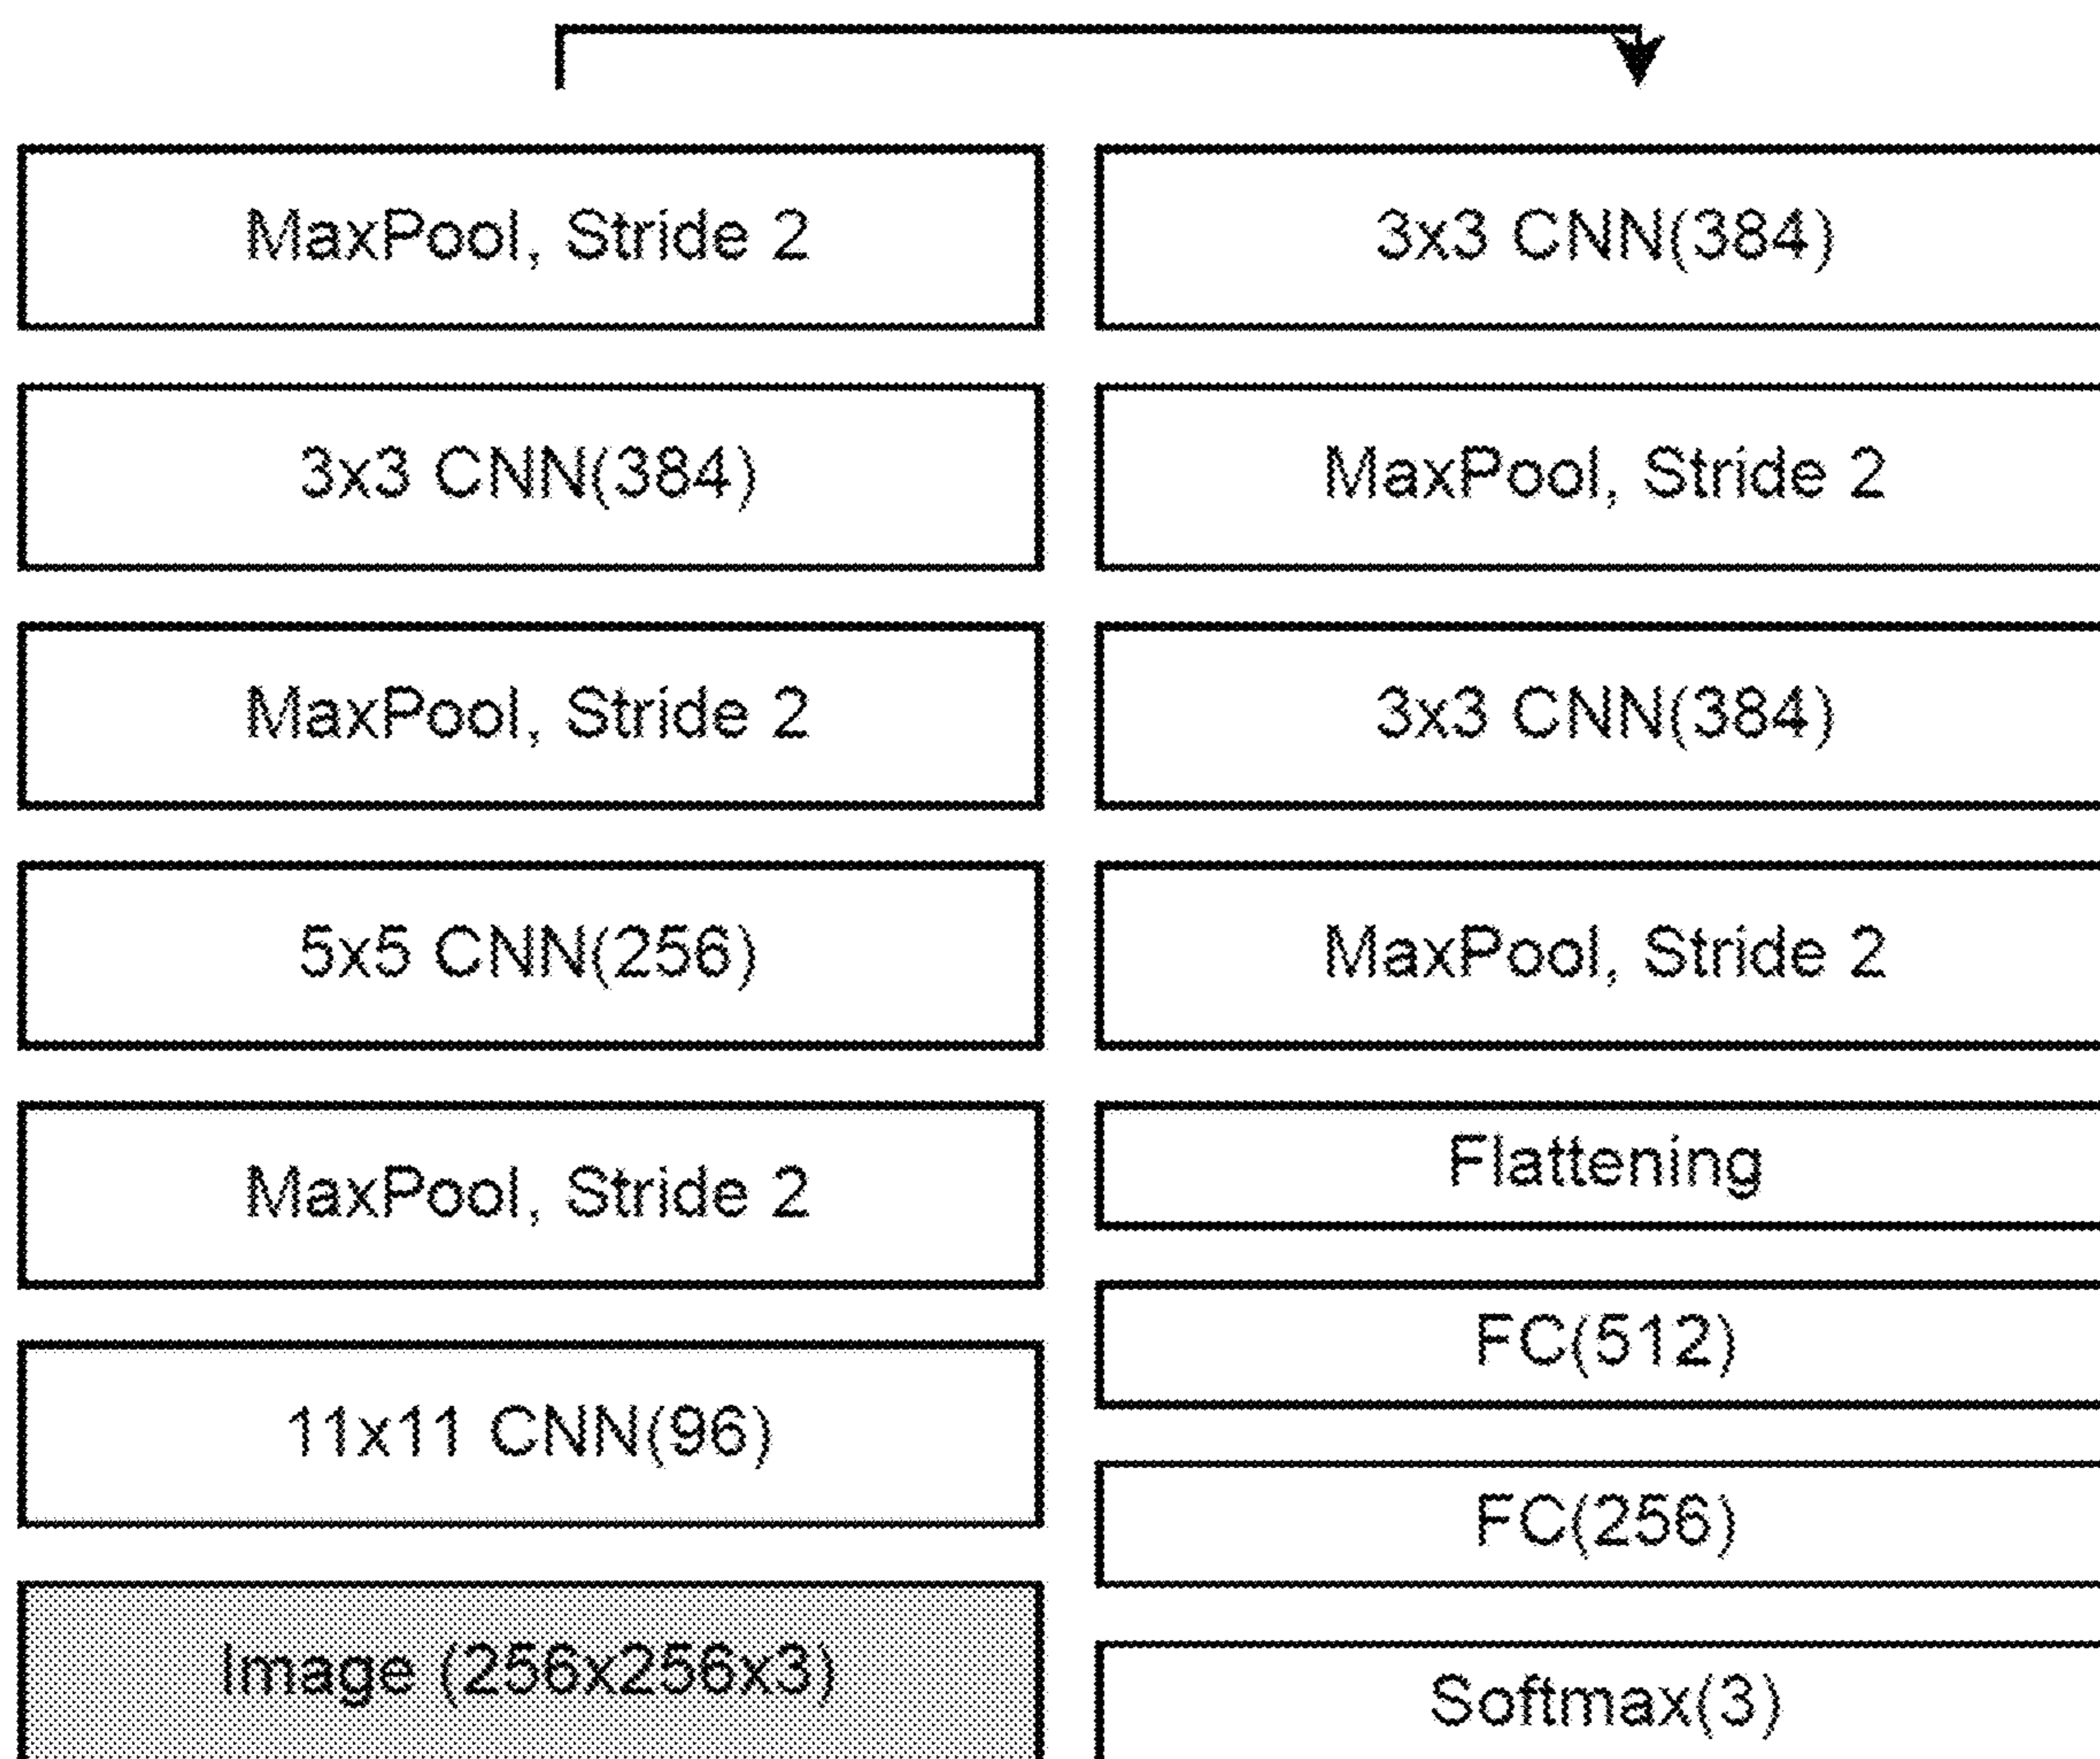 MaxPool, Stride 2
3x3 CNN(384)
MaxPool, Stride 2
5x5 CNN(256)
MaxPool, Stride 2
11x11 CNN(96)
Image (256x256x3)
3x3 CNN(384)
MaxPool, Stride 2
3x3 CNN(384)
MaxPool, Stride 2
Flattening
FC(512)
FC(256)
Softmax(3)